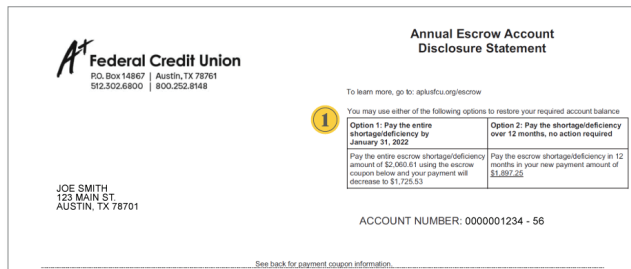 Annual Escrow Account
Disclosure Statement
A+ Federal Credit Union
P.O. Box 14867 | Austin, TX 78761
512.302.6800 | 800.252.8148
To learn more, go to: aplusfcu.org/escrow
You may use either of the following options to restore your required account balance
1
Option 1: Pay the entire
shortage/deficiency by
January 31, 2022
Pay the entire escrow shortage/deficiency
amount of $2,060.61 using the escrow
coupon below and your payment will
decrease to $1,725.53
Option 2: Pay the shortage/deficiency
over 12 months, no action required
Pay the escrow shortage/deficiency in 12
months in your new payment amount of
$1,897.25
JOE SMITH
123 MAIN ST.
AUSTIN, TX 78701
ACCOUNT NUMBER: 0000001234 - 56
See back for payment coupon information.